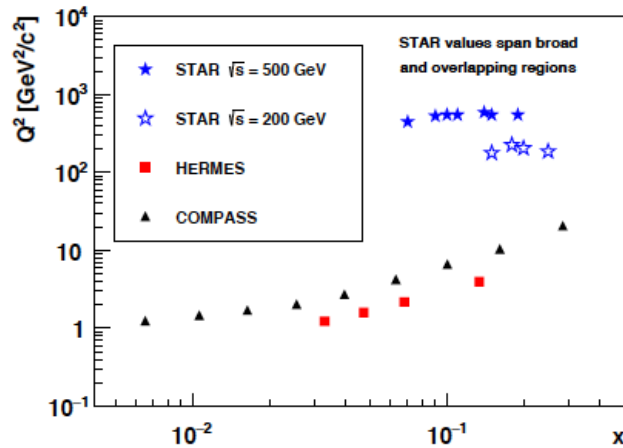 Q² [GeV²/c²]
10⁴
10³
10²
10
1
10⁻¹
STAR √s = 500 GeV
STAR √s = 200 GeV
HERMES
COMPASS
STAR values span broad
and overlapping regions
10⁻² 10⁻¹ x